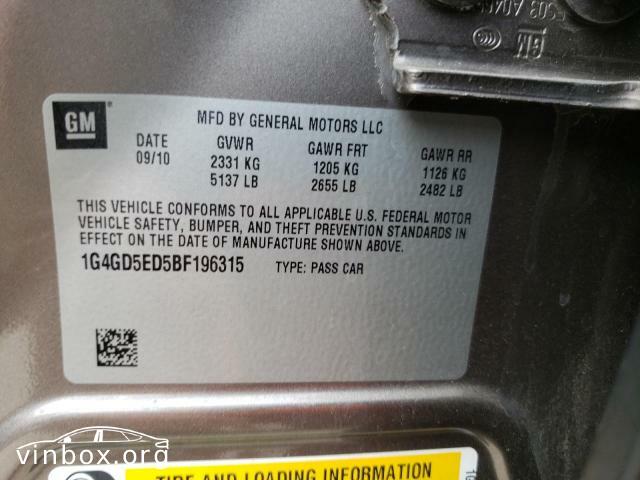 GM
MFD BY GENERAL MOTORS LLC
DATE GVWR GAWR FRT GAWR RR
09/10 2331 KG 1205 KG 1126 KG
5137 LB 2655 LB 2482 LB
THIS VEHICLE CONFORMS TO ALL APPLICABLE U.S. FEDERAL MOTOR
VEHICLE SAFETY, BUMPER, AND THEFT PREVENTION STANDARDS IN
EFFECT ON THE DATE OF MANUFACTURE SHOWN ABOVE.
1G4GD5ED5BF196315 TYPE: PASS CAR
GM
vinbox.org
TIRE AND LOADING INFORMATION